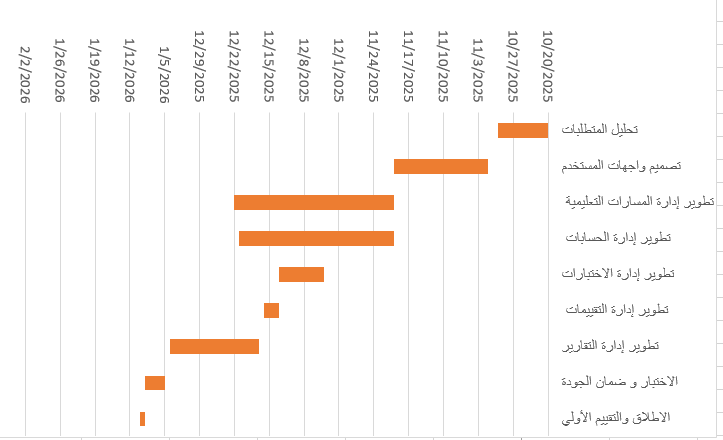 10/20/2025
10/27/2025
11/3/2025
11/10/2025
11/17/2025
11/24/2025
12/1/2025
12/8/2025
12/15/2025
12/22/2025
12/29/2025
1/5/2026
1/12/2026
1/19/2026
1/26/2026
2/2/2026
تحليل المتطلبات
تصميم واجهات المستخدم
تطوير إدارة المسارات التعليمية
تطوير إدارة الحسابات
تطوير إدارة الاختبارات
تطوير إدارة التقييمات
تطوير إدارة التقارير
الاختبار و ضمان الجودة
الاطلاق والتقييم الأولي